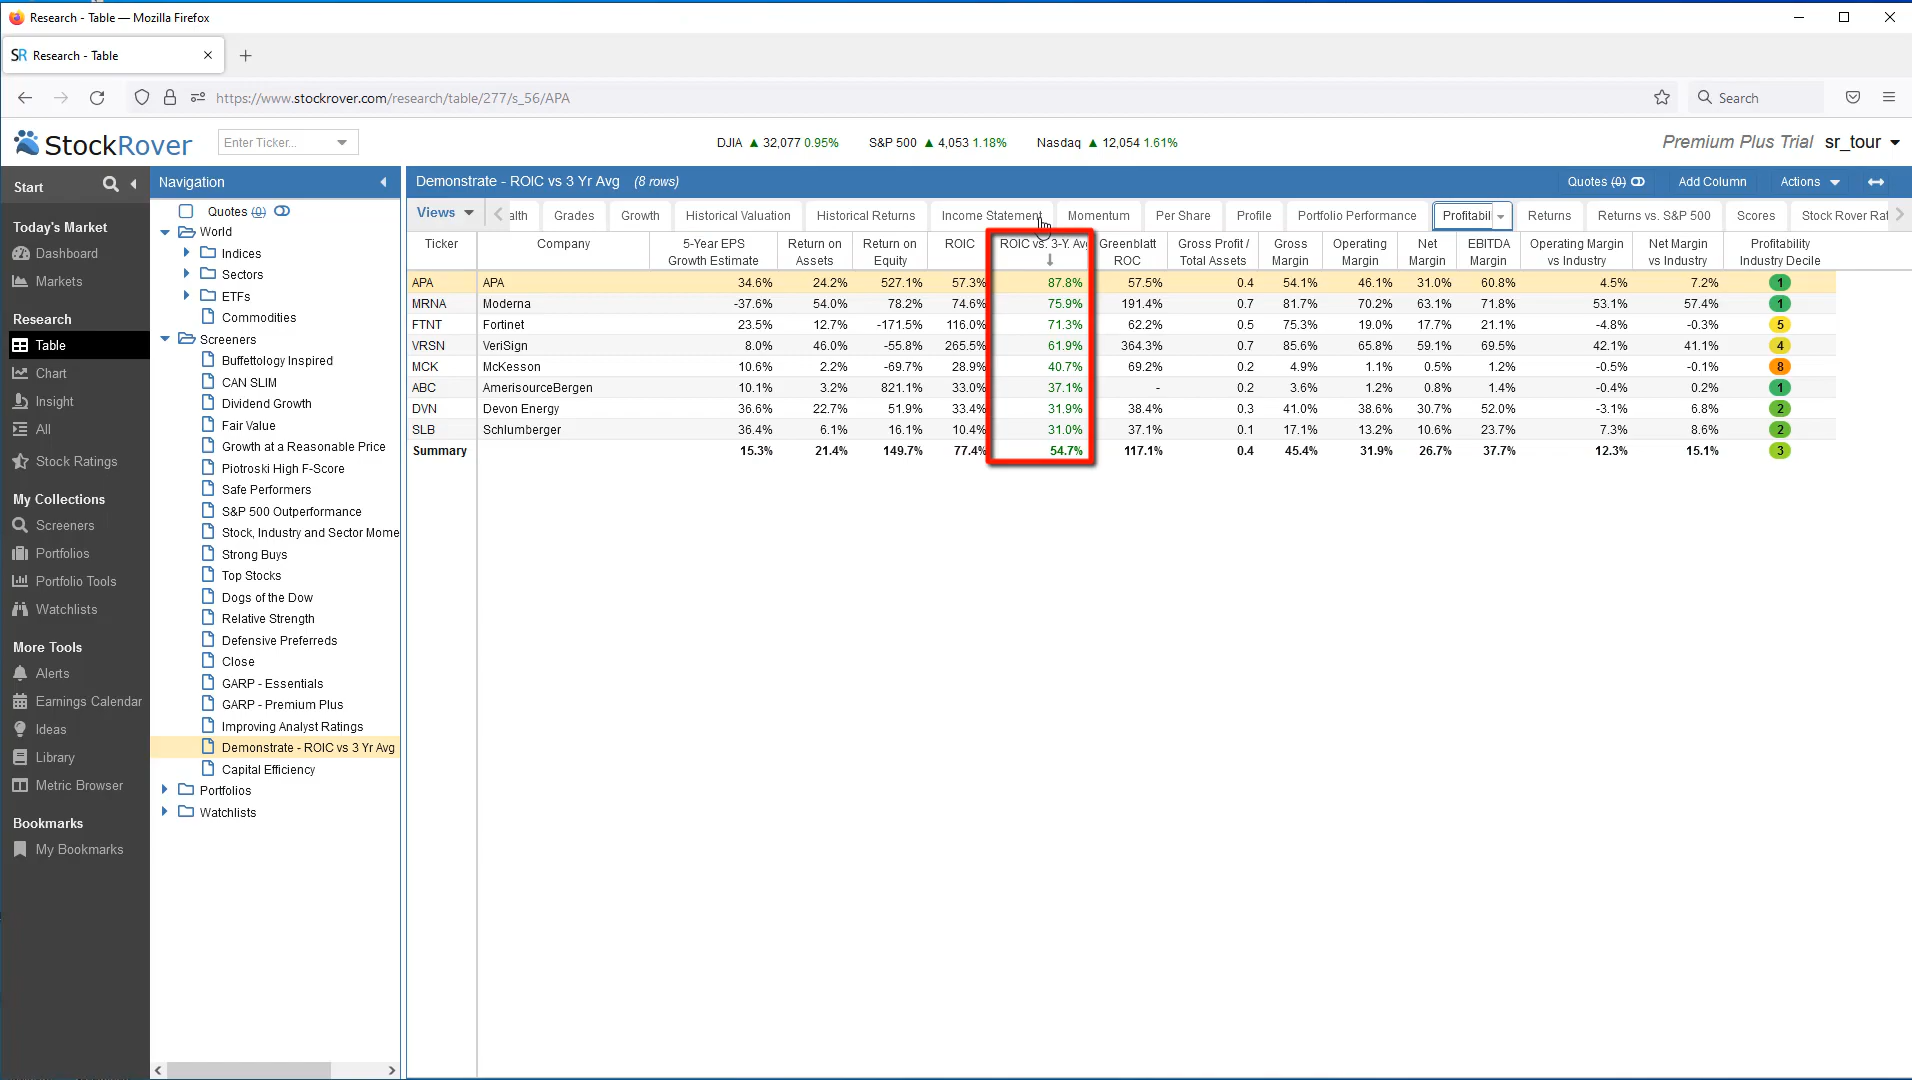 Research - Table — Mozilla Firefox
SR Research - Table
https://www.stockrover.com/research/table/277/s_56/APA
Search
StockRover
Enter Ticker...
DJIA ▲ 32,077 0.95% S&P 500 ▲ 4,053 1.18% Nasdaq ▲ 12,054 1.61%
Premium Plus Trial sr_tour
Start
Today's Market
Dashboard
Markets
Research
Table
Chart
Insight
All
Stock Ratings
My Collections
Screeners
Portfolios
Portfolio Tools
Watchlists
More Tools
Alerts
Earnings Calendar
Ideas
Library
Metric Browser
Bookmarks
My Bookmarks
Navigation
Quotes (0)
World
Indices
Sectors
ETFs
Commodities
Screeners
Buffettology Inspired
CAN SLIM
Dividend Growth
Fair Value
Growth at a Reasonable Price
Piotroski High F-Score
Safe Performers
S&P 500 Outperformance
Stock, Industry and Sector Mome
Strong Buys
Top Stocks
Dogs of the Dow
Relative Strength
Defensive Preferreds
Close
GARP - Essentials
GARP - Premium Plus
Improving Analyst Ratings
Demonstrate - ROIC vs 3 Yr Avg
Capital Efficiency
Portfolios
Watchlists
Demonstrate - ROIC vs 3 Yr Avg (8 rows)
Quotes (0) Add Column Actions
Views alth Grades Growth Historical Valuation Historical Returns Income Statement Momentum Per Share Profile Portfolio Performance Profitabil Returns Returns vs. S&P 500 Scores Stock Rover Rat
Ticker Company 5-Year EPS Growth Estimate Return on Assets Return on Equity ROIC ROIC vs. 3-Y. Avg Greenblatt ROC Gross Profit / Total Assets Gross Margin Operating Margin Net Margin EBITDA Margin Operating Margin vs Industry Net Margin vs Industry Profitability Industry Decile
APA APA 34.6% 24.2% 527.1% 57.3% 87.8% 57.5% 0.4 54.1% 46.1% 31.0% 60.8% 4.5% 7.2% 1
MRNA Moderna -37.6% 54.0% 78.2% 74.6% 75.9% 191.4% 0.7 81.7% 70.2% 63.1% 71.8% 53.1% 57.4% 1
FTNT Fortinet 23.5% 12.7% -171.5% 116.0% 71.3% 62.2% 0.5 75.3% 19.0% 17.7% 21.1% -4.8% -0.3% 5
VRSN VeriSign 8.0% 46.0% -55.8% 265.5% 61.9% 364.3% 0.7 85.6% 65.8% 59.1% 69.5% 42.1% 41.1% 4
MCK McKesson 10.6% 2.2% -69.7% 28.9% 40.7% 69.2% 0.2 4.9% 1.1% 0.5% 1.2% -0.5% -0.1% 8
ABC AmerisourceBergen 10.1% 3.2% 821.1% 33.0% 37.1% - 0.2 3.6% 1.2% 0.8% 1.4% -0.4% 0.2% 1
DVN Devon Energy 36.6% 22.7% 51.9% 33.4% 31.9% 38.4% 0.3 41.0% 38.6% 30.7% 52.0% -3.1% 6.8% 2
SLB Schlumberger 36.4% 6.1% 16.1% 10.4% 31.0% 37.1% 0.1 17.1% 13.2% 10.6% 23.7% 7.3% 8.6% 2
Summary 15.3% 21.4% 149.7% 77.4% 54.7% 117.1% 0.4 45.4% 31.9% 26.7% 37.7% 12.3% 15.1% 3